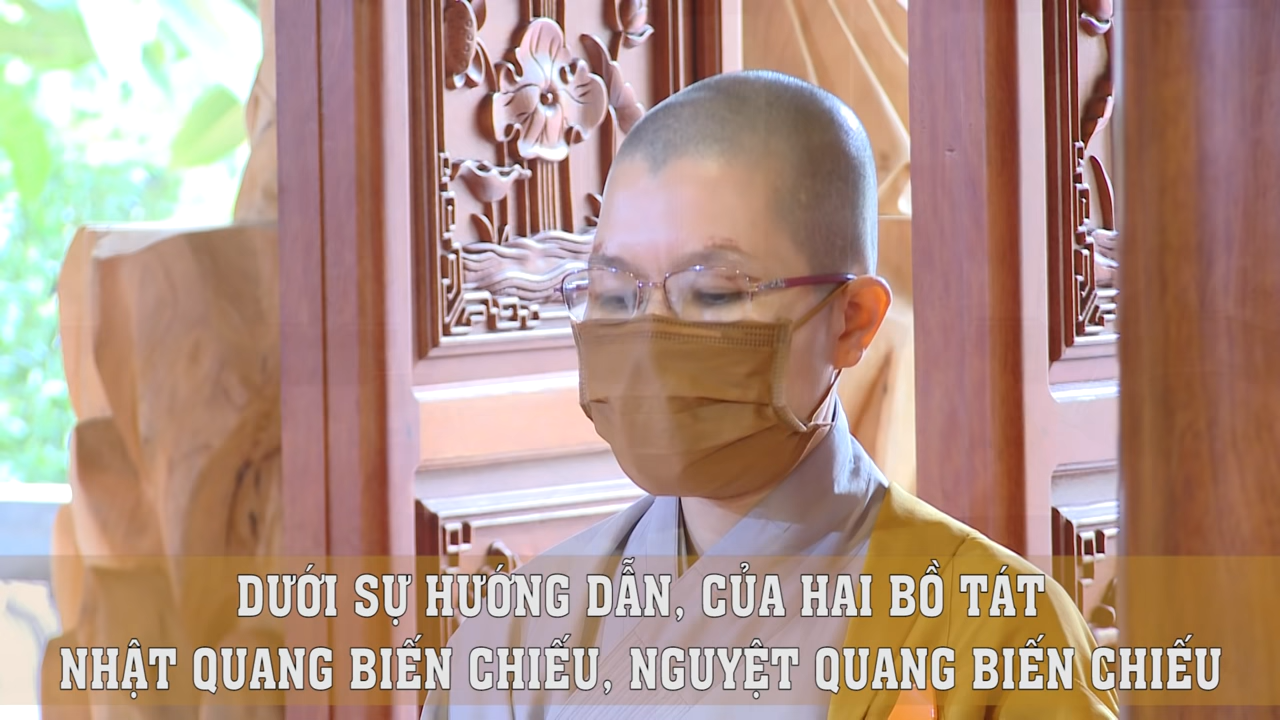 DƯỚI SỰ HƯỚNG DẪN, CỦA HAI BỒ TÁT
NHẬT QUANG BIẾN CHIẾU, NGUYỆT QUANG BIẾN CHIẾU